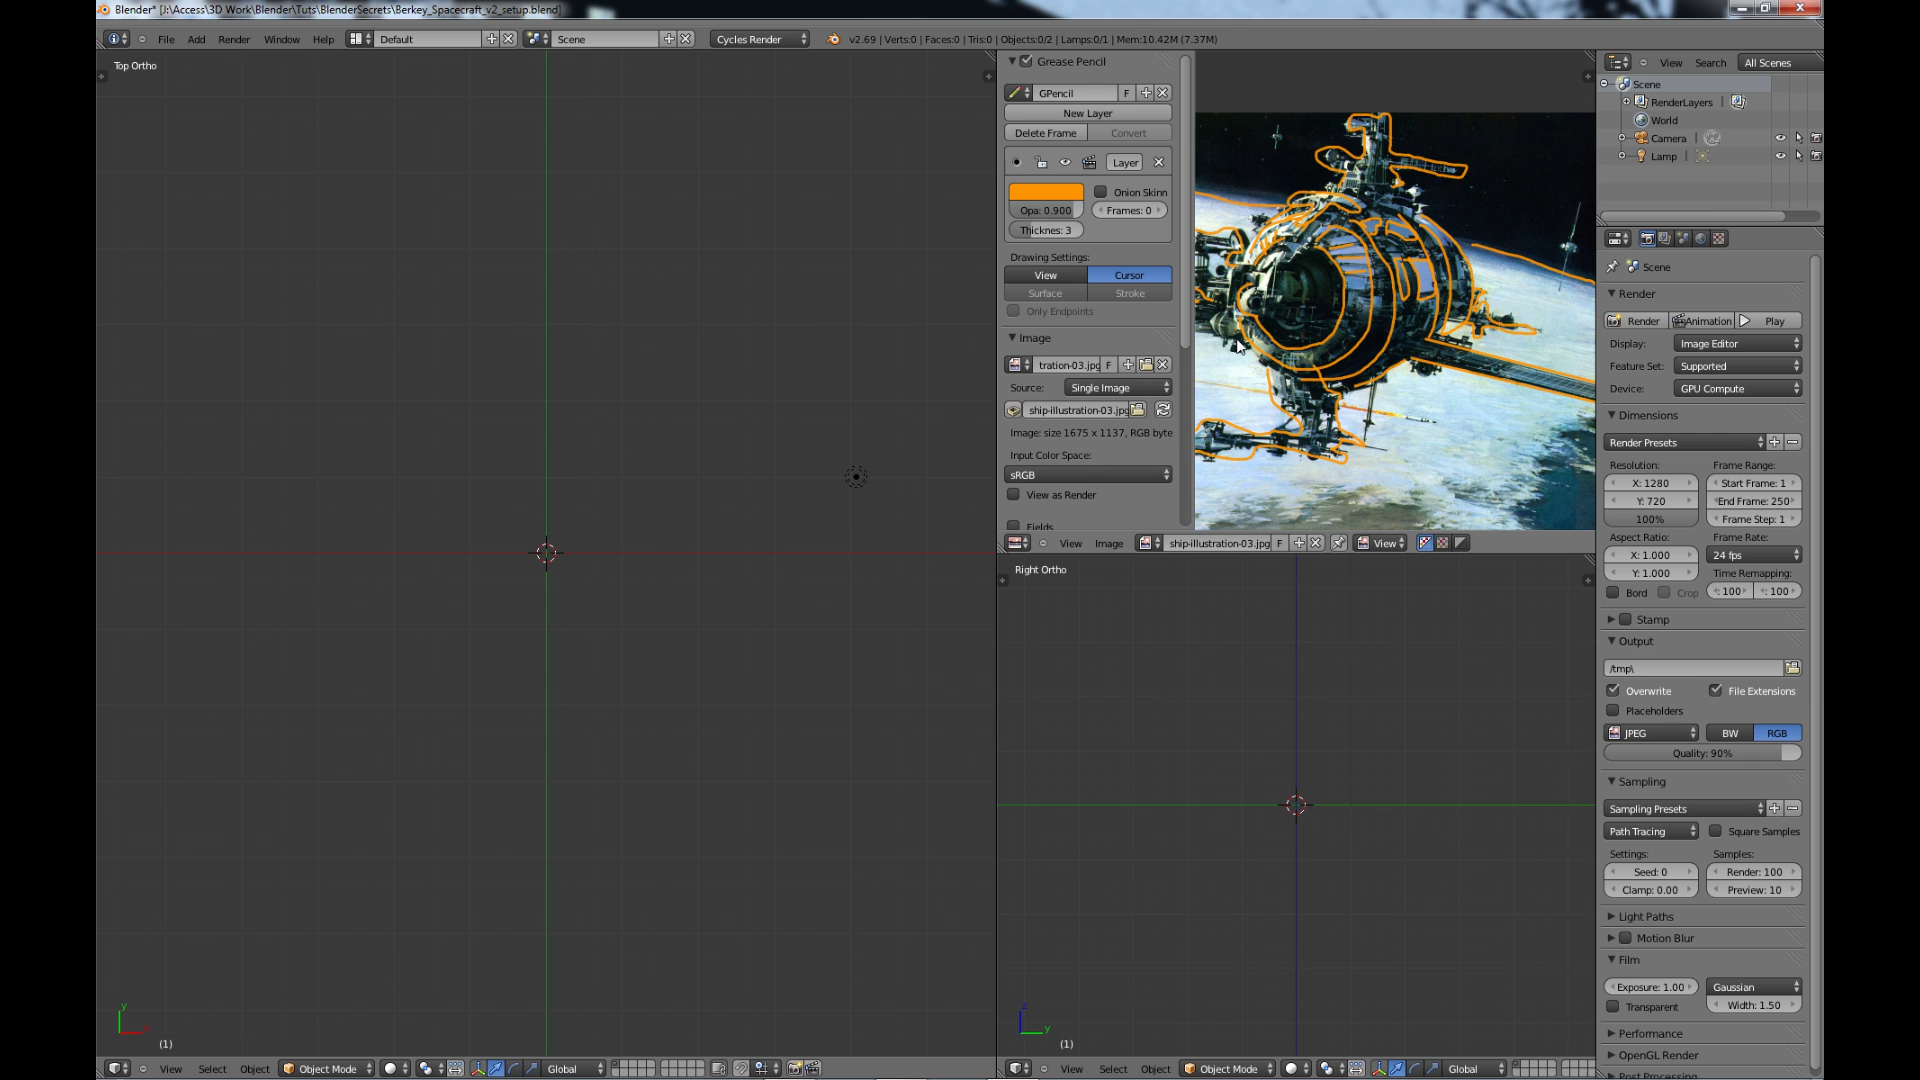 Blender* [J:\Access\3D Work\Blender\Tuts\BlenderSecrets\Berkey_Spacecraft_v2_setup.blend]
File Add Render Window Help Default Scene Cycles Render v2.69 | Verts:0 | Faces:0 | Tris:0 | Objects:0/2 | Lamps:0/1 | Mem:10.42M (7.37M)
Top Ortho
y
x
(1)
View Select Object Object Mode Global
Grease Pencil
GPencil F
New Layer
Delete Frame Convert
Layer
Onion Skinn
Opa: 0.900 Frames: 0
Thicknes: 3
Drawing Settings:
View Cursor
Surface Stroke
Only Endpoints
Image
tration-03.jpg F
Source: Single Image
ship-illustration-03.jpg
Image: size 1675 x 1137, RGB byte
Input Color Space:
sRGB
View as Render
Fields
View Image ship-illustration-03.jpg F View
Right Ortho
z
y
(1)
View Select Object Object Mode Global
View Search All Scenes
Scene
RenderLayers
World
Camera
Lamp
Scene
Render
Render Animation Play
Display: Image Editor
Feature Set: Supported
Device: GPU Compute
Dimensions
Render Presets
Resolution: Frame Range:
X: 1280 Start Frame: 1
Y: 720 End Frame: 250
100% Frame Step: 1
Aspect Ratio: Frame Rate:
X: 1.000 24 fps
Y: 1.000 Time Remapping:
Bord Crop : 100 : 100
Stamp
Output
/tmp\
Overwrite File Extensions
Placeholders
JPEG BW RGB
Quality: 90%
Sampling
Sampling Presets
Path Tracing Square Samples
Settings: Samples:
Seed: 0 Render: 100
Clamp: 0.00 Preview: 10
Light Paths
Motion Blur
Film
Exposure: 1.00 Gaussian
Transparent Width: 1.50
Performance
OpenGL Render
Post Processing